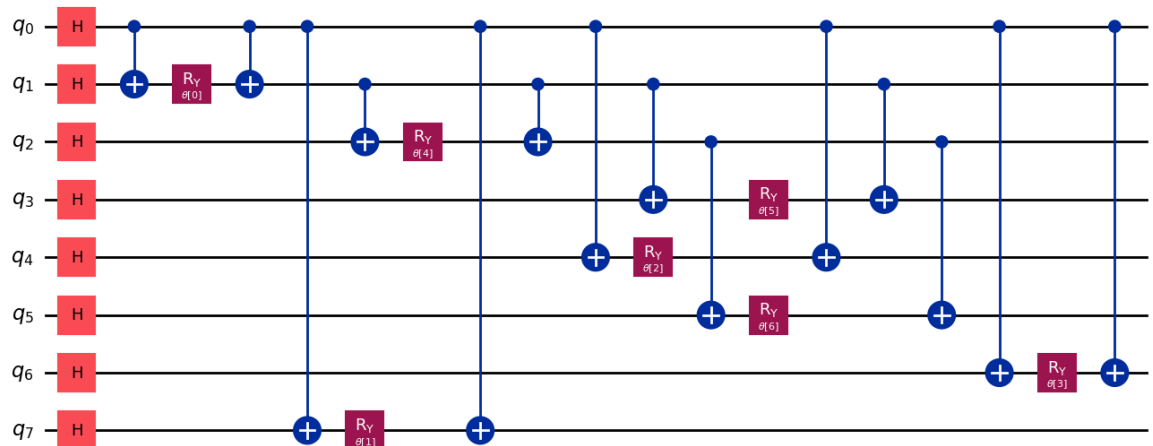 q0 H
q1 H RY θ[0]
q2 H RY θ[4]
q3 H RY θ[5]
q4 H RY θ[2]
q5 H RY θ[6]
q6 H RY θ[3]
q7 H RY θ[1]